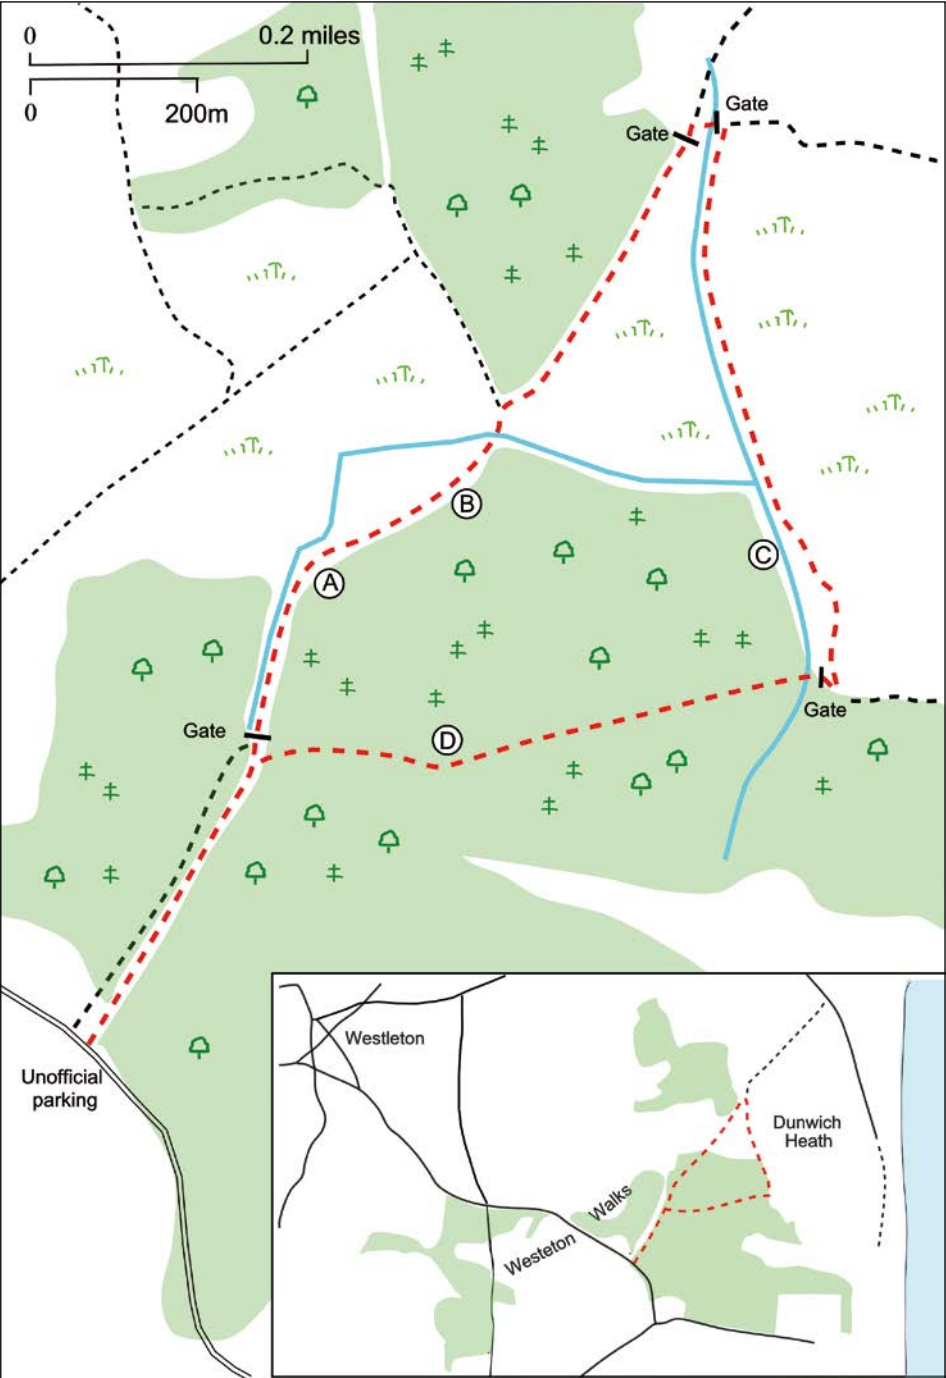 0
0.2 miles
0
200m
Gate
Gate
B
A
C
Gate
D
Gate
Unofficial
parking
Westleton
Dunwich
Heath
Walks
Westeton